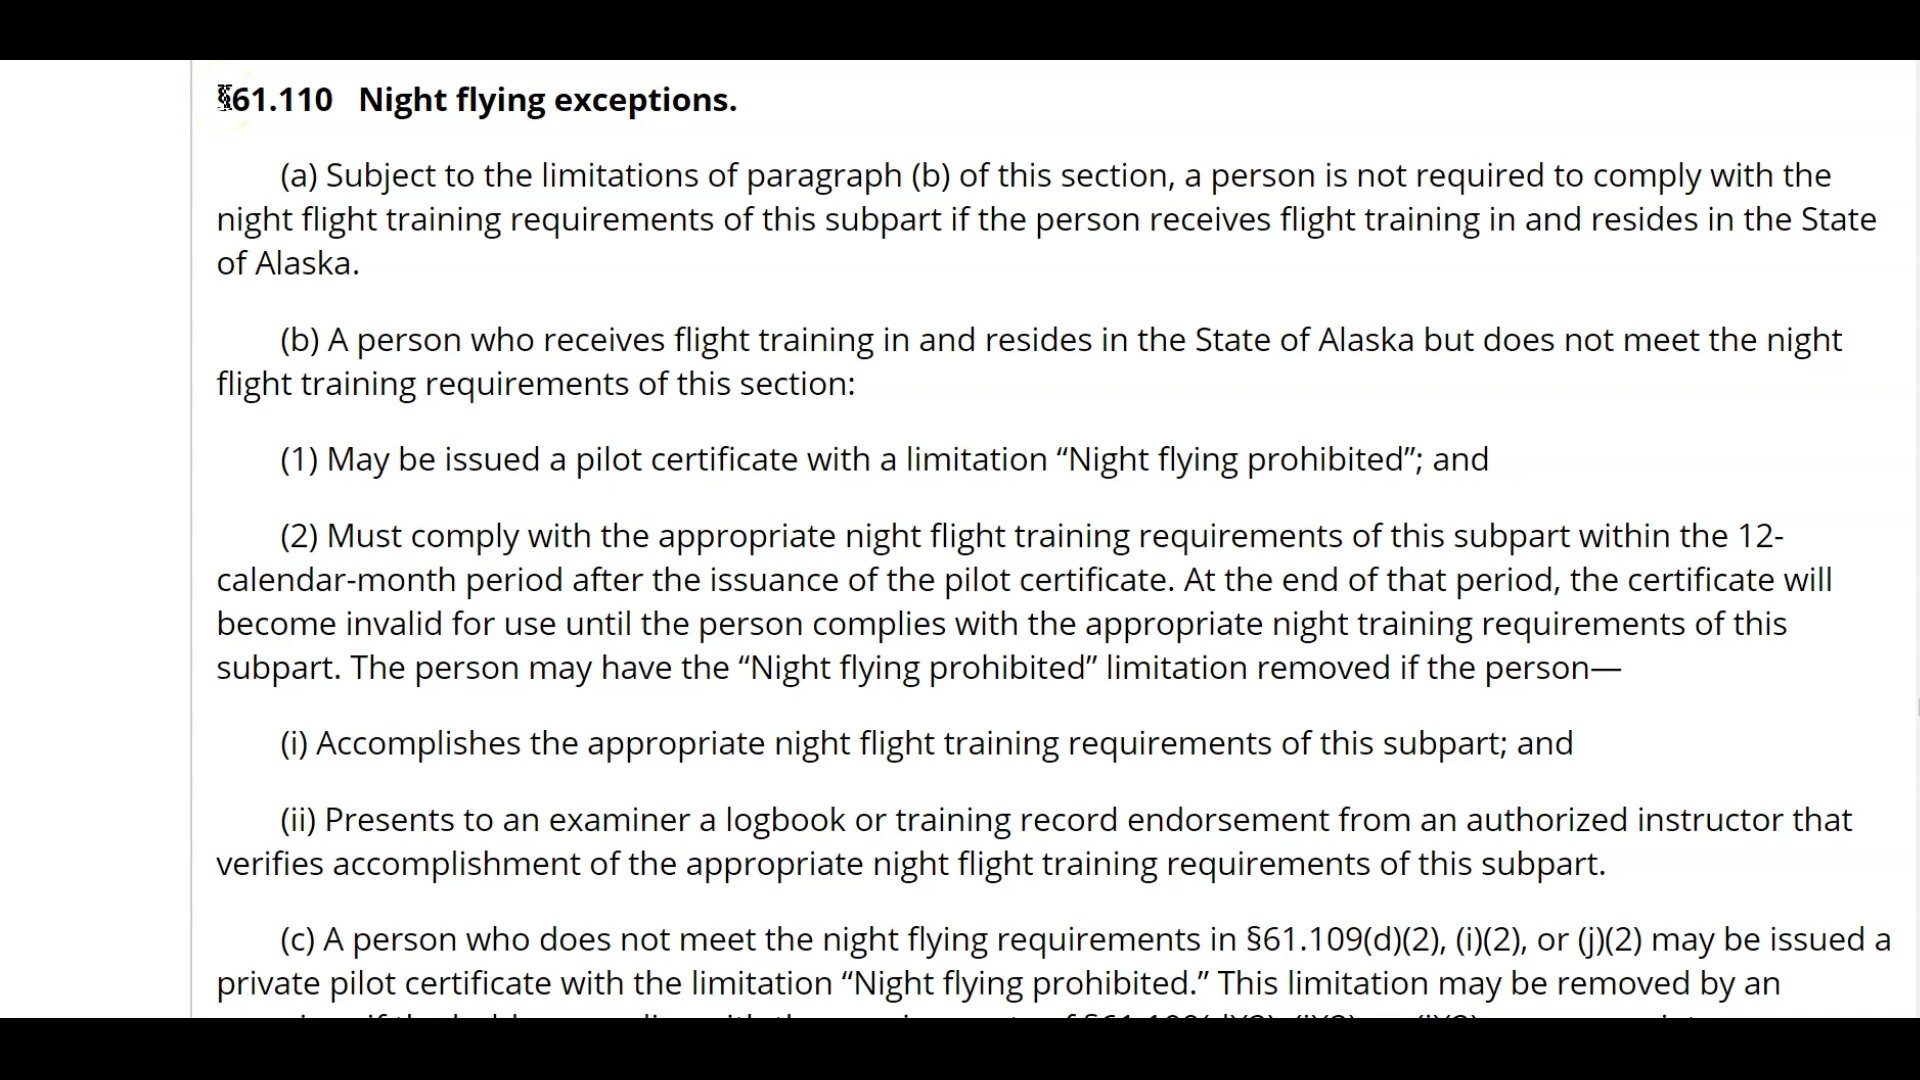 §61.110 Night flying exceptions.
(a) Subject to the limitations of paragraph (b) of this section, a person is not required to comply with the
night flight training requirements of this subpart if the person receives flight training in and resides in the State
of Alaska.
(b) A person who receives flight training in and resides in the State of Alaska but does not meet the night
flight training requirements of this section:
(1) May be issued a pilot certificate with a limitation “Night flying prohibited”; and
(2) Must comply with the appropriate night flight training requirements of this subpart within the 12-
calendar-month period after the issuance of the pilot certificate. At the end of that period, the certificate will
become invalid for use until the person complies with the appropriate night training requirements of this
subpart. The person may have the “Night flying prohibited” limitation removed if the person—
(i) Accomplishes the appropriate night flight training requirements of this subpart; and
(ii) Presents to an examiner a logbook or training record endorsement from an authorized instructor that
verifies accomplishment of the appropriate night flight training requirements of this subpart.
(c) A person who does not meet the night flying requirements in §61.109(d)(2), (i)(2), or (j)(2) may be issued a
private pilot certificate with the limitation “Night flying prohibited.” This limitation may be removed by an